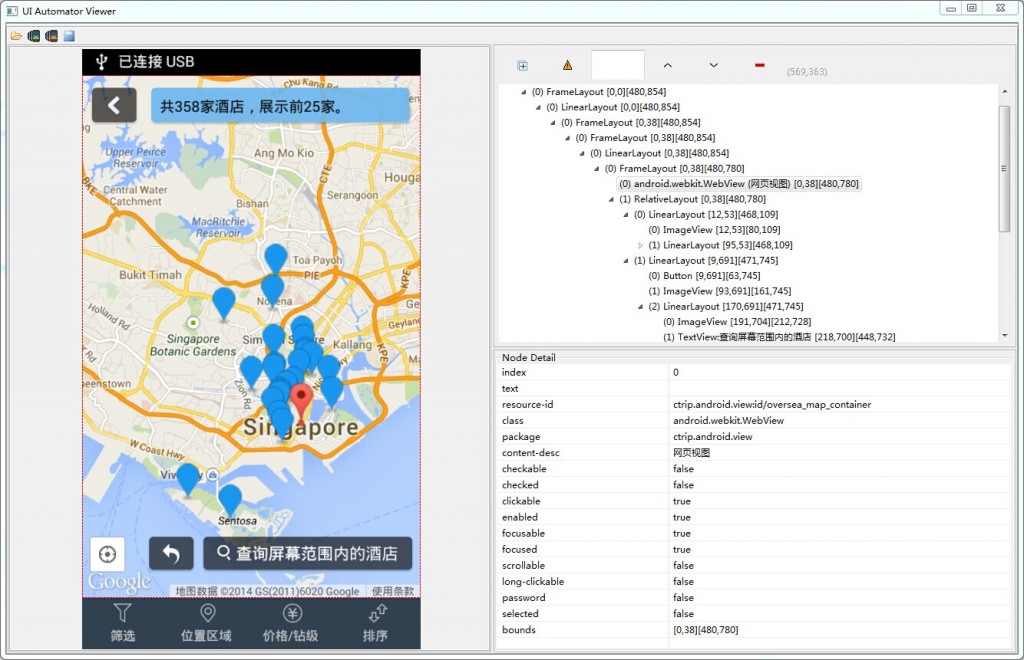 UI Automator Viewer
已连接 USB
共358家酒店，展示前25家。
Chu Kang Rd
CTE
Upper Peirce
Reservoir
Ang Mo Kio
Houga
BKE
Central Water
Catchment
Serangoon
Bishan
MacRitchie
Reservoir
Toa Payoh
PIE
KPE
Bukit Timah
Novena
Holland Rd
Singapore
Botanic Gardens
Geylang
Kallang
KPE
Queenstown
Zion Rd
Singapore
W Coast Hwy
Sentosa
查询屏幕范围内的酒店
Google
地图数据 ©2014 GS(2011)6020 Google
使用条款
筛选
位置区域
价格/钻级
排序
(569,363)
(0) FrameLayout [0,0][480,854]
(0) LinearLayout [0,0][480,854]
(0) FrameLayout [0,38][480,854]
(0) FrameLayout [0,38][480,854]
(0) LinearLayout [0,38][480,854]
(0) FrameLayout [0,38][480,780]
(0) android.webkit.WebView {网页视图} [0,38][480,780]
(1) RelativeLayout [0,38][480,780]
(0) LinearLayout [12,53][468,109]
(0) ImageView [12,53][80,109]
(1) LinearLayout [95,53][468,109]
(1) LinearLayout [9,691][471,745]
(0) Button [9,691][63,745]
(1) ImageView [93,691][161,745]
(2) LinearLayout [170,691][471,745]
(0) ImageView [191,704][212,728]
(1) TextView:查询屏幕范围内的酒店 [218,700][448,732]
Node Detail
index 0
text
resource-id ctrip.android.view:id/oversea_map_container
class android.webkit.WebView
package ctrip.android.view
content-desc 网页视图
checkable false
checked false
clickable true
enabled true
focusable true
focused true
scrollable false
long-clickable false
password false
selected false
bounds [0,38][480,780]